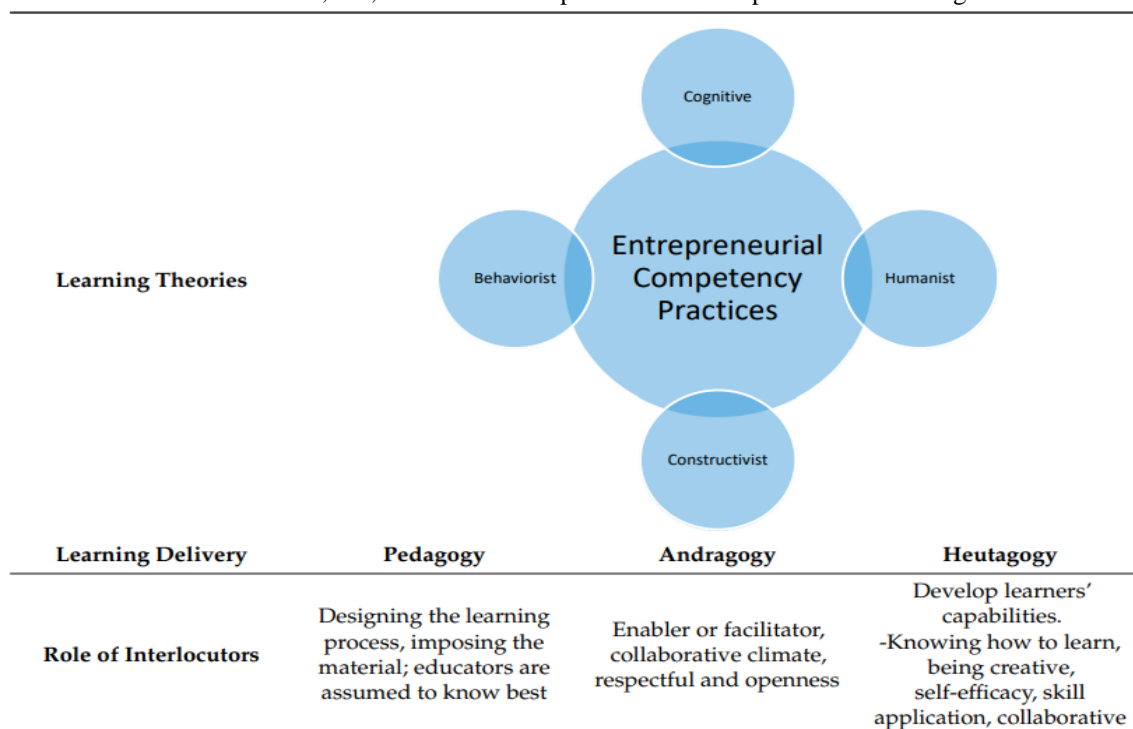 Cognitive
Entrepreneurial
Competency
Practices
Behaviorist
Humanist
Learning Theories
Constructivist
Learning Delivery Pedagogy Andragogy Heutagogy
Role of Interlocutors
Designing the learning
process, imposing the
material; educators are
assumed to know best
Enabler or facilitator,
collaborative climate,
respectful and openness
Develop learners’
capabilities.
-Knowing how to learn,
being creative,
self-efficacy, skill
application, collaborative